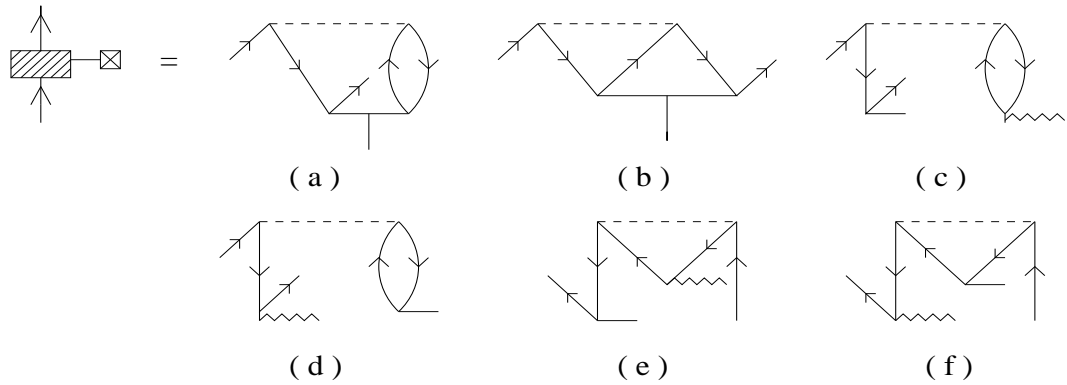 =
( a )
( b )
( c )
( d )
( e )
( f )